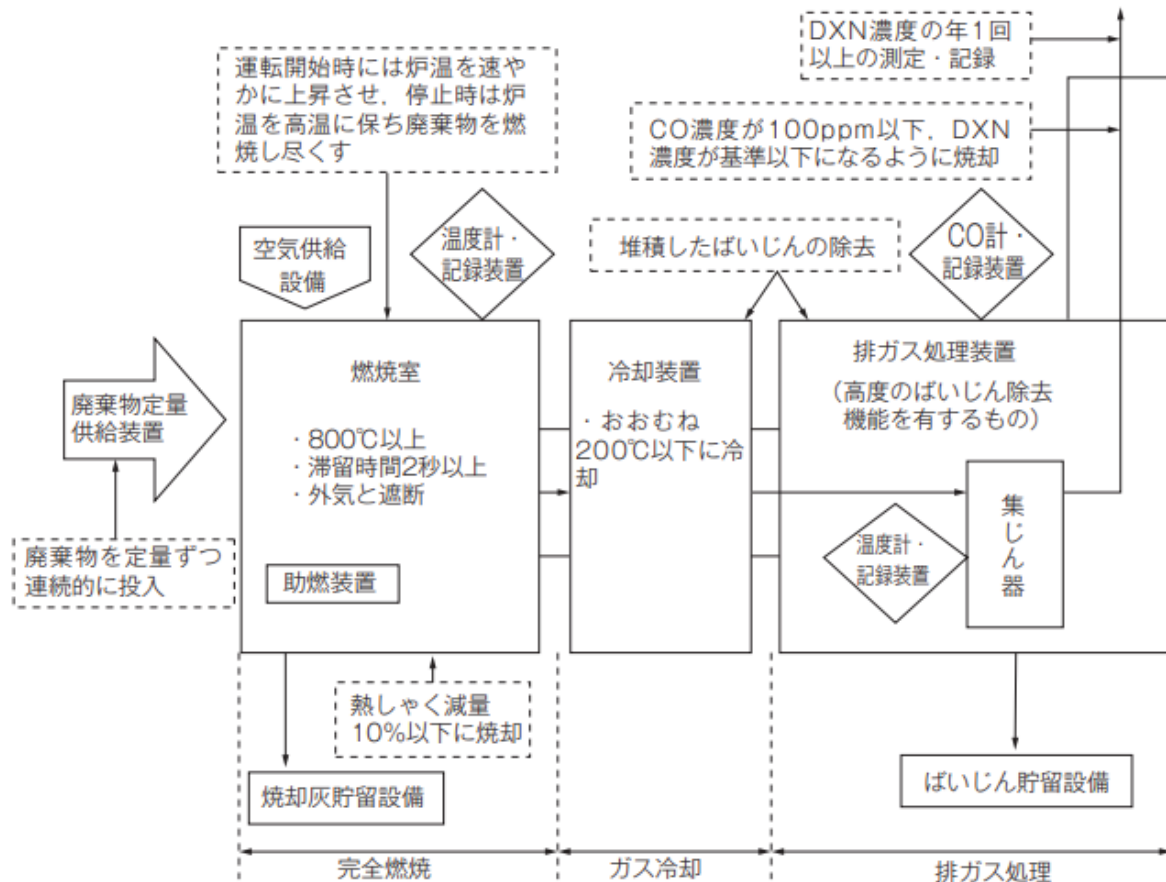 DXN濃度の年1回
以上の測定・記録
運転開始時には炉温を速や
かに上昇させ，停止時は炉
温を高温に保ち廃棄物を燃
焼し尽くす
CO濃度が100ppm以下，DXN
濃度が基準以下になるように焼却
空気供給
設備
温度計・
記録装置
堆積したばいじんの除去
CO計・
記録装置
廃棄物定量
供給装置
燃焼室
・800℃以上
・滞留時間2秒以上
・外気と遮断
助燃装置
冷却装置
・おおむね
200℃以下に冷
却
排ガス処理装置
（高度のばいじん除去
機能を有するもの）
温度計・
記録装置
集じん器
廃棄物を定量ずつ
連続的に投入
熱しゃく減量
10%以下に焼却
焼却灰貯留設備
ばいじん貯留設備
完全燃焼
ガス冷却
排ガス処理